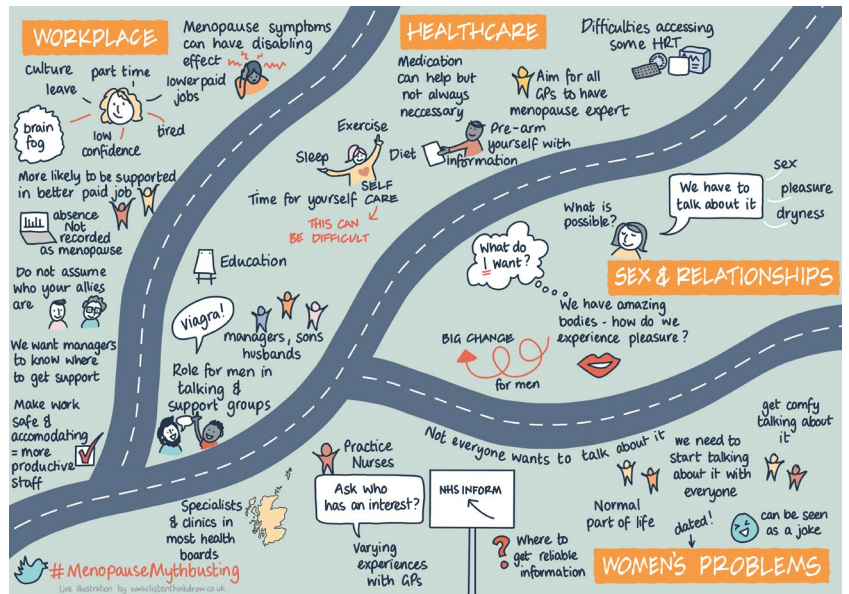 WORKPLACE
culture
part time
leave
lower paid
jobs
brain
fog
low
confidence
tired
Menopause symptoms
can have disabling
effect
More likely to be supported
in better paid job
absence
Not
recorded
as menopause
Do not assume
who your allies
are
We want managers
to know where
to get support
Make work
safe &
accomodating
= more
productive
staff
HEALTHCARE
Medication
can help but
not always
neccessary
Difficulties accessing
some HRT
Aim for all
GPs to have
menopause expert
Pre-arm
yourself with
information
Exercise
Sleep
Diet
Time for yourself
SELF
CARE
THIS CAN
BE DIFFICULT
Education
Viagra!
managers, sons
husbands
Role for men in
talking &
support groups
What is
possible?
We have to
talk about it
sex
pleasure
dryness
SEX & RELATIONSHIPS
What do
I want?
We have amazing
bodies - how do we
experience pleasure?
BIG CHANGE
for men
Not everyone wants to talk about it
Practice
Nurses
Ask who
has an interest?
Varying
experiences
with GPs
Specialists
& clinics in
most health
boards
NHS INFORM
Where to
get reliable
information
Normal
part of life
we need to
start talking
about it with
everyone
get comfy
talking about
it
dated!
can be seen
as a joke
WOMEN'S PROBLEMS
#MenopauseMythbusting
Live illustration by www.listenthinkdraw.co.uk